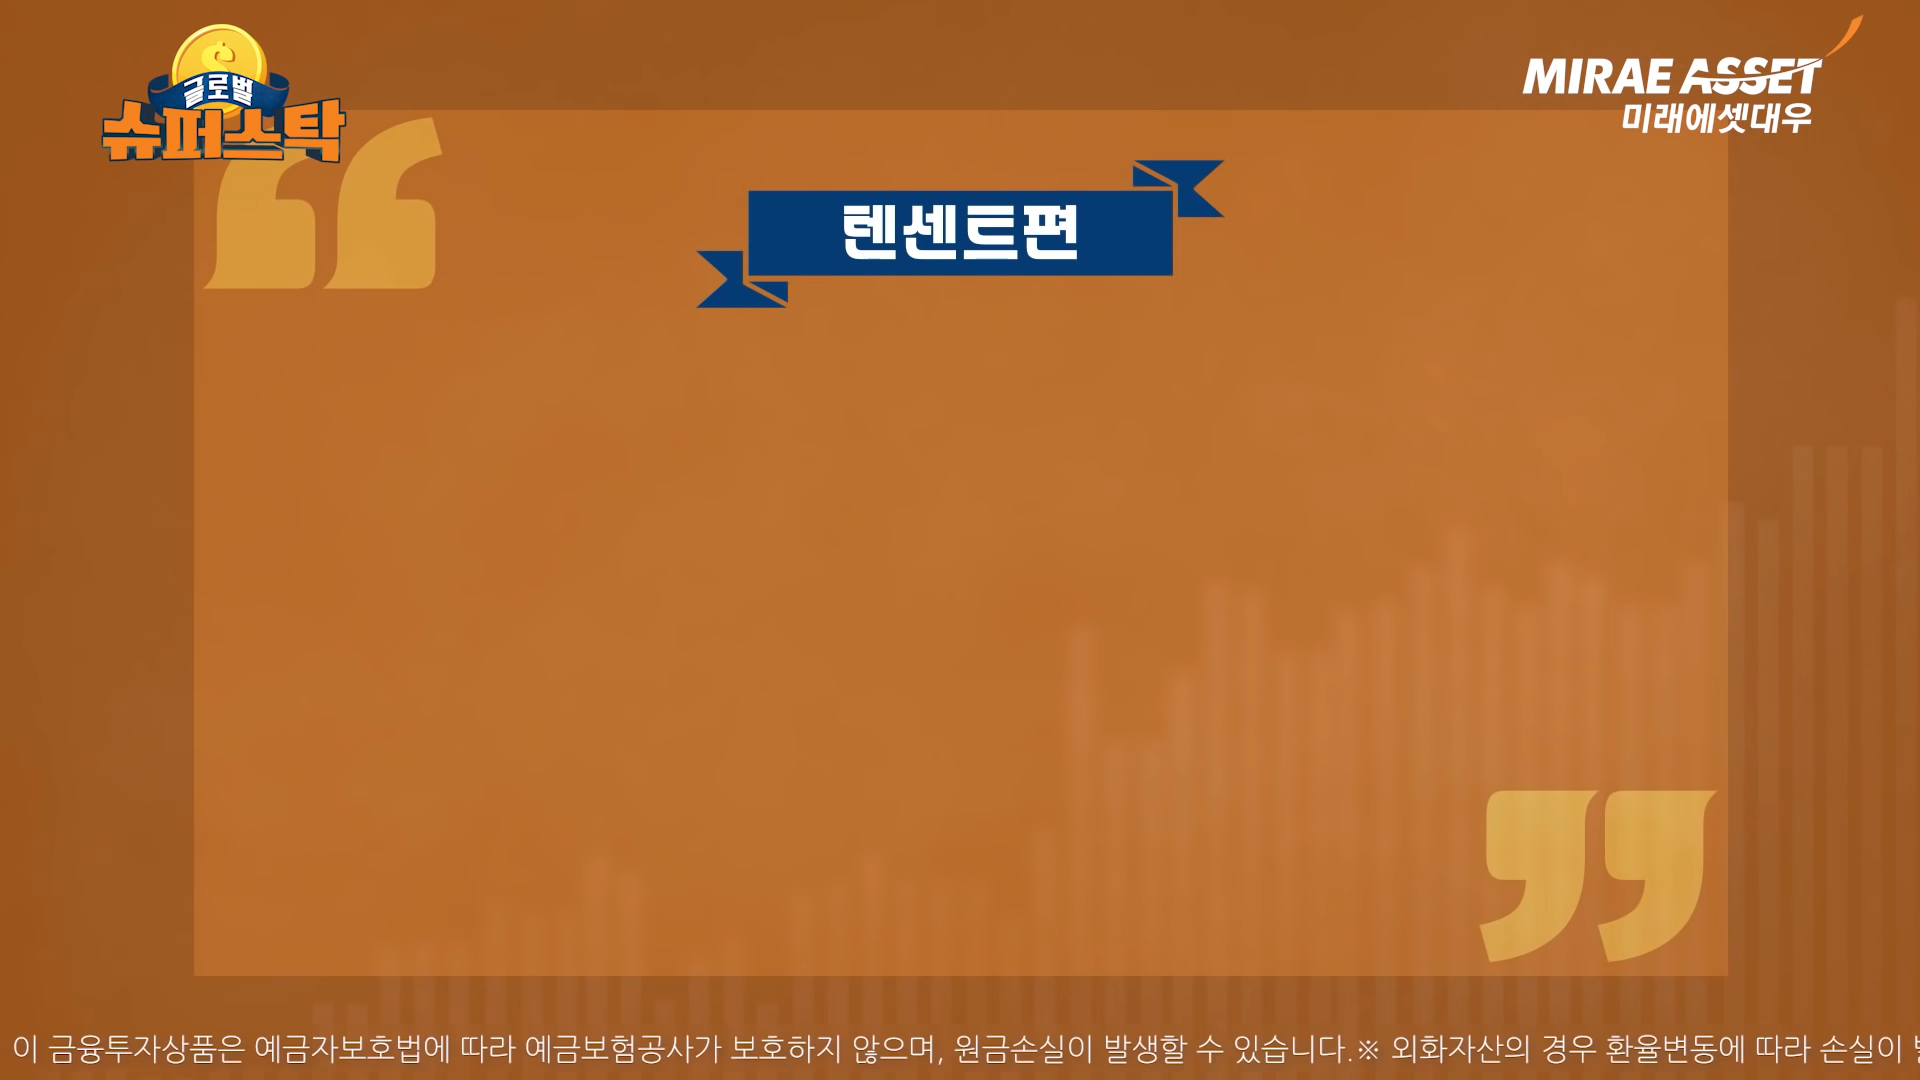 글로벌
슈퍼스탁
MIRAE ASSET
미래에셋대우
텐센트편
이 금융투자상품은 예금자보호법에 따라 예금보험공사가 보호하지 않으며, 원금손실이 발생할 수 있습니다.※ 외화자산의 경우 환율변동에 따라 손실이